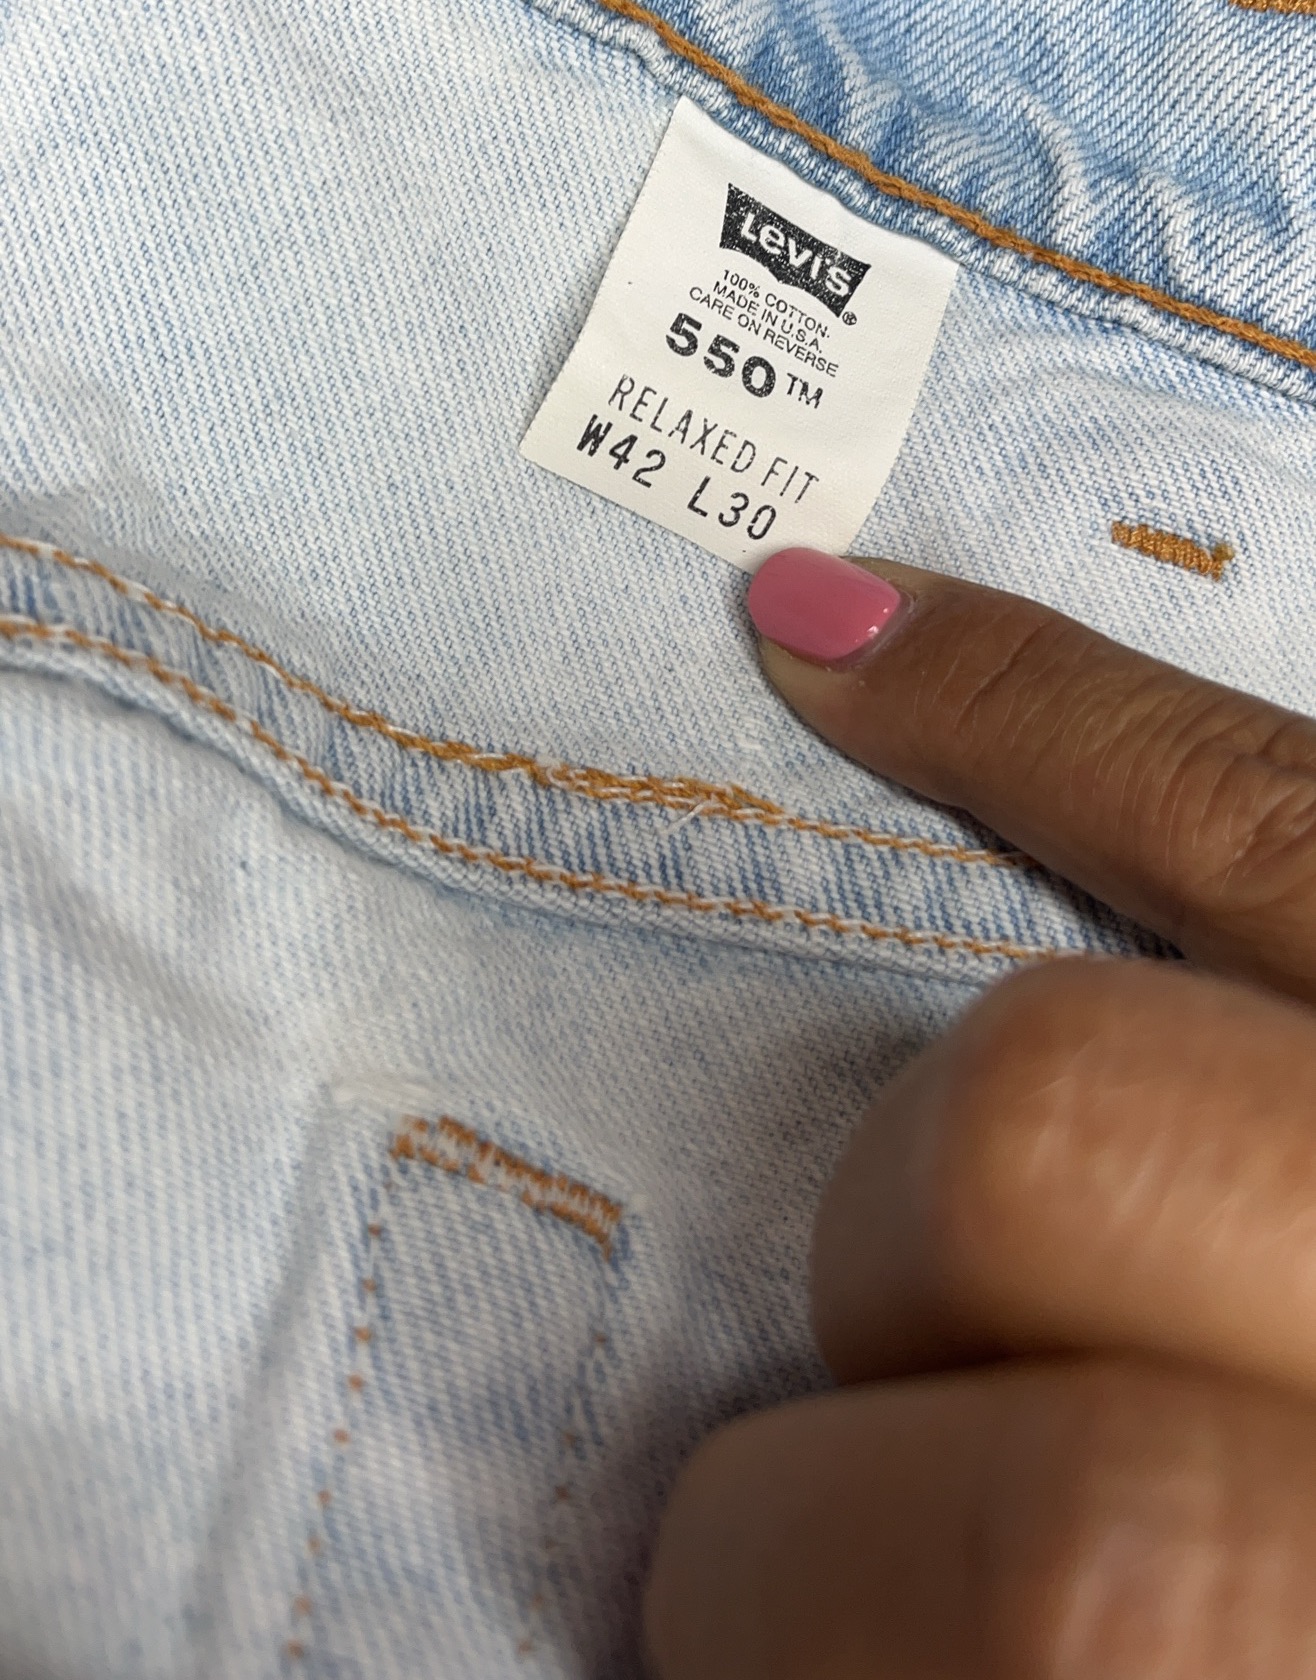 Levi's®
100% COTTON.
MADE IN U.S.A.
CARE ON REVERSE
550™
RELAXED FIT
W42 L30